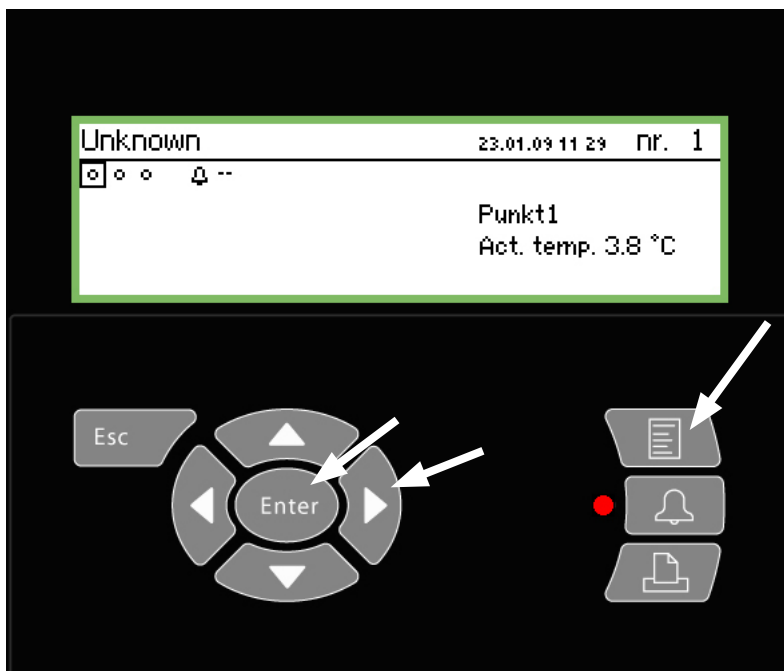 Unknown 23.01.09 11 29 nr. 1
--
Punkt1
Act. temp. 3.8 °C
Esc
Enter